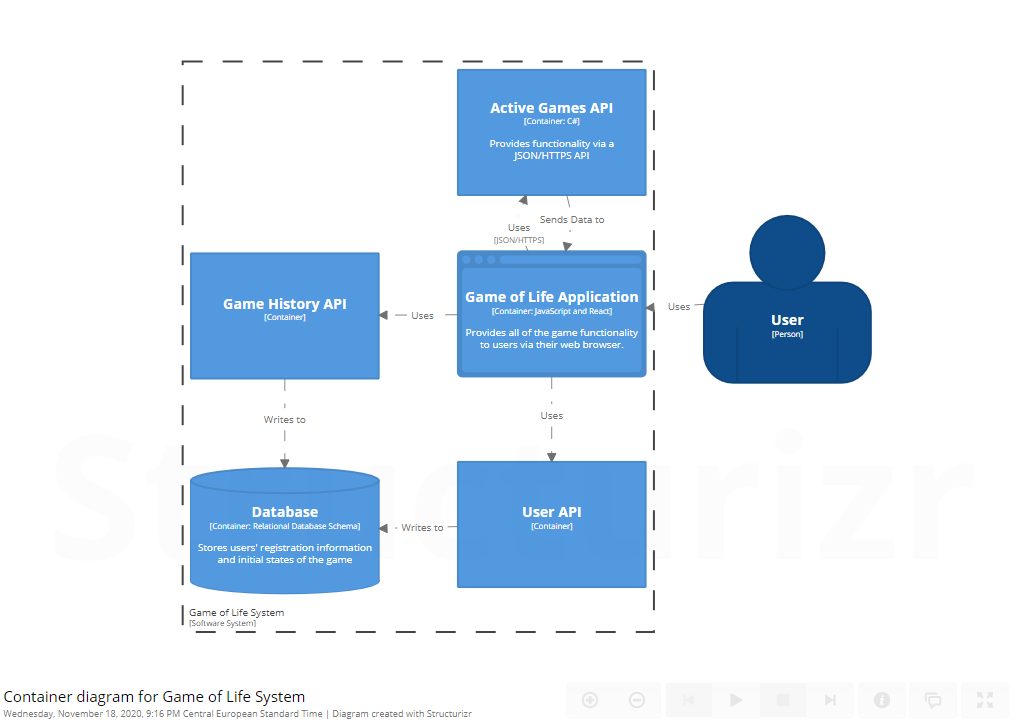 Active Games API
[Container: C#]
Provides functionality via a
JSON/HTTPS API
Uses
[JSON/HTTPS]
Sends Data to
Game History API
[Container]
Uses
Game of Life Application
[Container: JavaScript and React]
Provides all of the game functionality
to users via their web browser.
Uses
User
[Person]
Writes to
Uses
Database
[Container: Relational Database Schema]
Stores users' registration information
and initial states of the game
Writes to
User API
[Container]
Game of Life System
[Software System]
Structurizr
Container diagram for Game of Life System
Wednesday, November 18, 2020, 9:16 PM Central European Standard Time | Diagram created with Structurizr